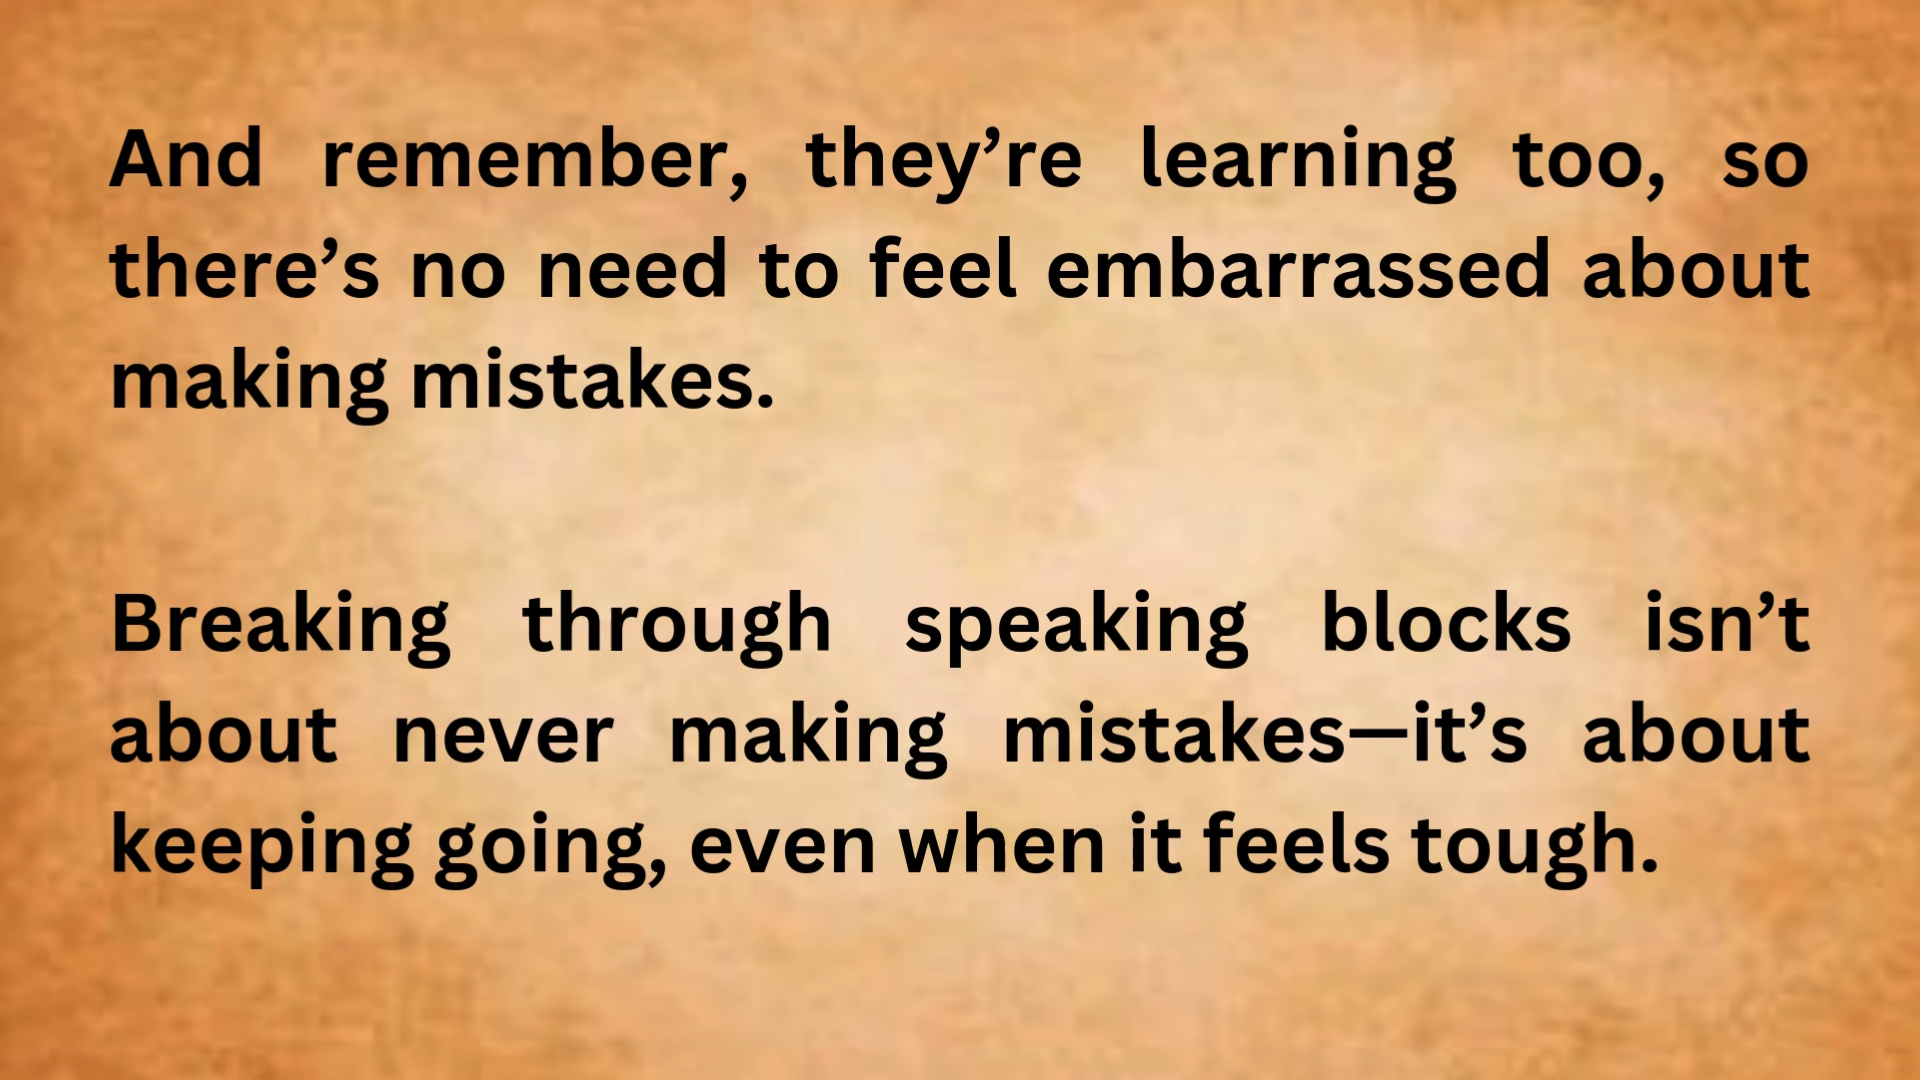 And remember, they’re learning too, so
there’s no need to feel embarrassed about
making mistakes.
Breaking through speaking blocks isn’t
about never making mistakes—it’s about
keeping going, even when it feels tough.